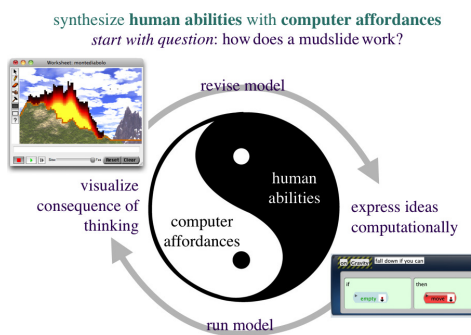 synthesize human abilities with computer affordances
start with question: how does a mudslide work?
Worksheet: montediabolo
revise model
Reset Clear
human
abilities
visualize
consequence of
thinking
computer
affordances
express ideas
computationally
fall down if you can
if
then
empty
move
run model